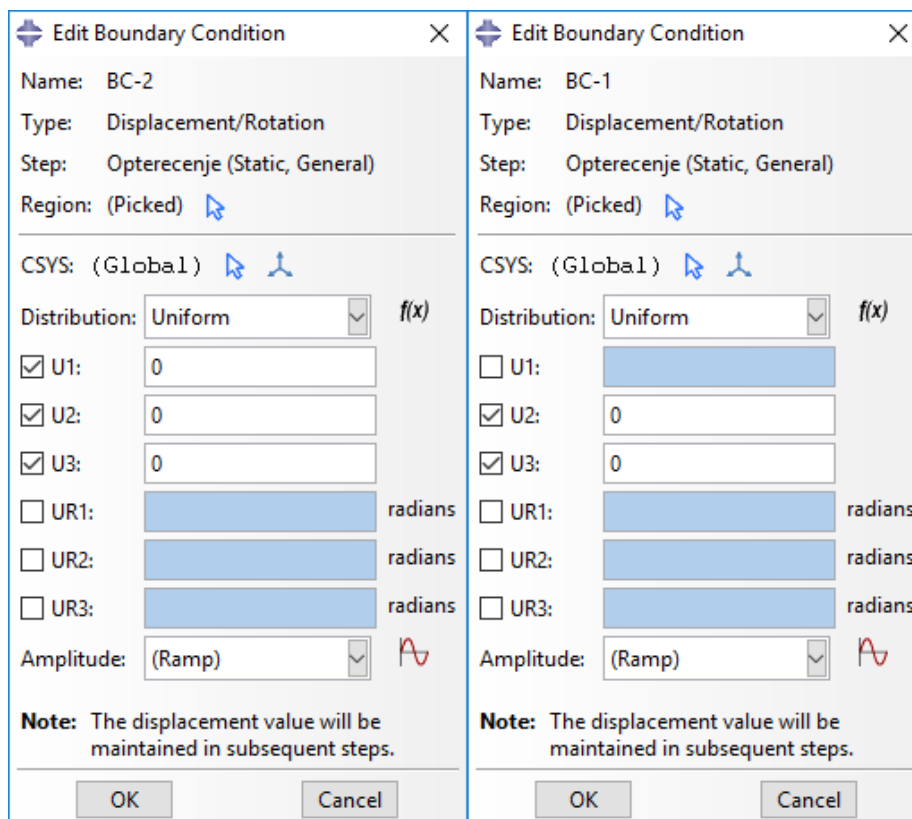 Edit Boundary Condition
Name: BC-2
Type: Displacement/Rotation
Step: Opterecenje (Static, General)
Region: (Picked)
CSYS: (Global)
Distribution: Uniform f(x)
U1: 0
U2: 0
U3: 0
UR1: radians
UR2: radians
UR3: radians
Amplitude: (Ramp)
Note: The displacement value will be
maintained in subsequent steps.
OK Cancel
Edit Boundary Condition
Name: BC-1
Type: Displacement/Rotation
Step: Opterecenje (Static, General)
Region: (Picked)
CSYS: (Global)
Distribution: Uniform f(x)
U1:
U2: 0
U3: 0
UR1: radians
UR2: radians
UR3: radians
Amplitude: (Ramp)
Note: The displacement value will be
maintained in subsequent steps.
OK Cancel